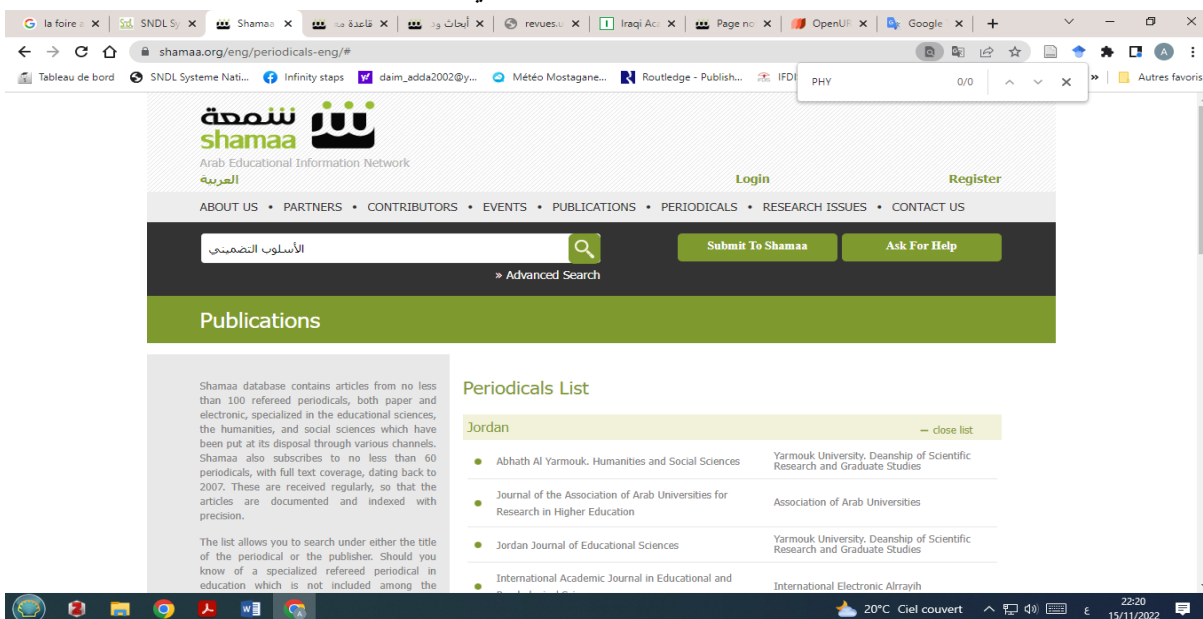 la foire a
SNDL Sy
Shamaa
قاعدة مه
أبحاث ود
revues.u
Iraqi Aca
Page no
OpenUR
Google
shamaa.org/eng/periodicals-eng/#
Tableau de bord
SNDL Systeme Nati...
Infinity staps
daim_adda2002@y...
Météo Mostagane...
Routledge - Publish...
IFDI
»
Autres favoris
PHY
0/0
شمعة
shamaa
Arab Educational Information Network
العربية
Login
Register
ABOUT US • PARTNERS • CONTRIBUTORS • EVENTS • PUBLICATIONS • PERIODICALS • RESEARCH ISSUES • CONTACT US
الأسلوب التضميني
Submit To Shamaa
Ask For Help
» Advanced Search
Publications
Shamaa database contains articles from no less
than 100 refereed periodicals, both paper and
electronic, specialized in the educational sciences,
the humanities, and social sciences which have
been put at its disposal through various channels.
Shamaa also subscribes to no less than 60
periodicals, with full text coverage, dating back to
2007. These are received regularly, so that the
articles are documented and indexed with
precision.
The list allows you to search under either the title
of the periodical or the publisher. Should you
know of a specialized refereed periodical in
education which is not included among the
Periodicals List
Jordan
– close list
Abhath Al Yarmouk. Humanities and Social Sciences
Yarmouk University. Deanship of Scientific
Research and Graduate Studies
Journal of the Association of Arab Universities for
Research in Higher Education
Association of Arab Universities
Jordan Journal of Educational Sciences
Yarmouk University. Deanship of Scientific
Research and Graduate Studies
International Academic Journal in Educational and
International Electronic Alrrayih
20°C Ciel couvert
ع
22:20
15/11/2022